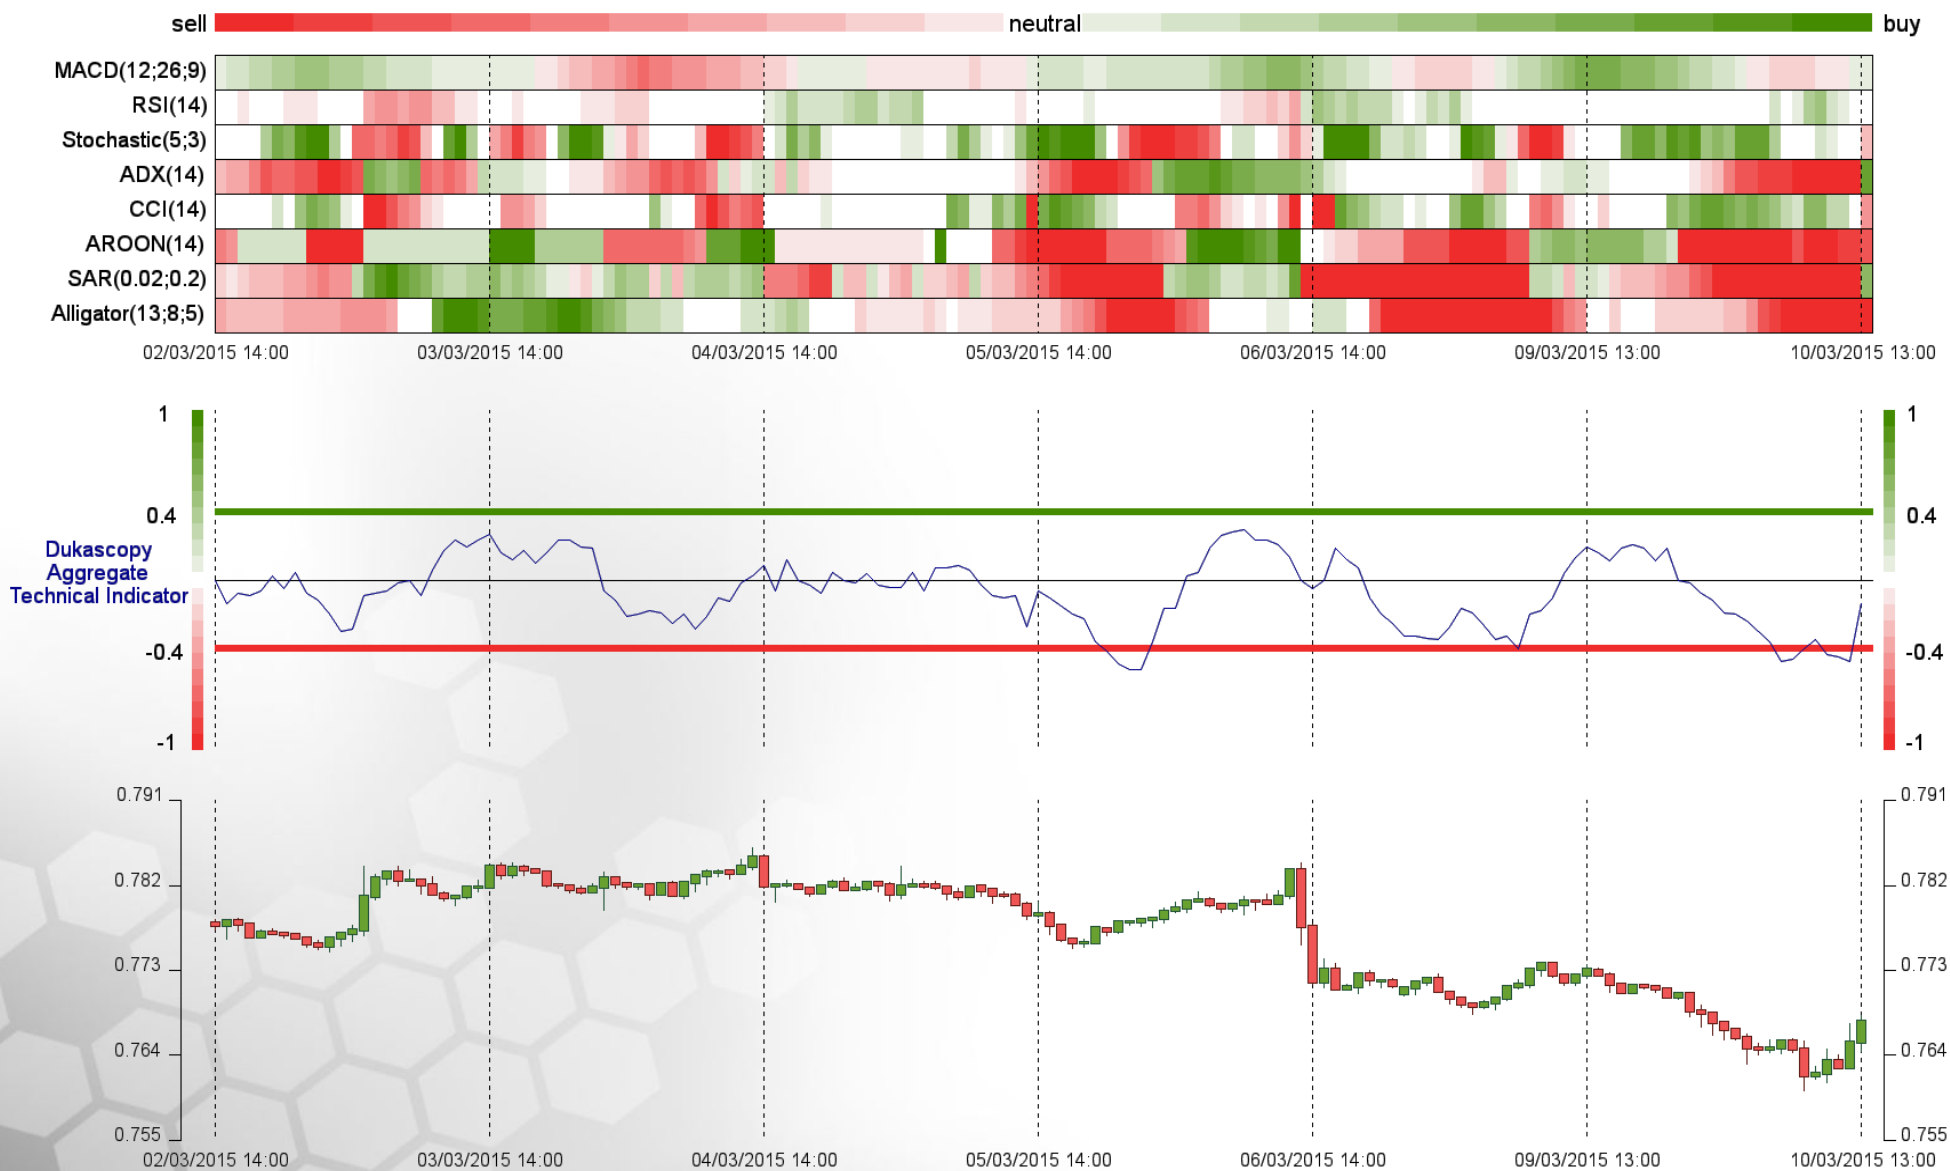 sell neutral buy
MACD(12;26;9)
RSI(14)
Stochastic(5;3)
ADX(14)
CCI(14)
AROON(14)
SAR(0.02;0.2)
Alligator(13;8;5)
02/03/2015 14:00 03/03/2015 14:00 04/03/2015 14:00 05/03/2015 14:00 06/03/2015 14:00 09/03/2015 13:00 10/03/2015 13:00
1 1
0.4 0.4
Dukascopy
Aggregate
Technical Indicator
-0.4 -0.4
-1 -1
0.791 0.791
0.782 0.782
0.773 0.773
0.764 0.764
0.755 0.755
02/03/2015 14:00 03/03/2015 14:00 04/03/2015 14:00 05/03/2015 14:00 06/03/2015 14:00 09/03/2015 13:00 10/03/2015 13:00